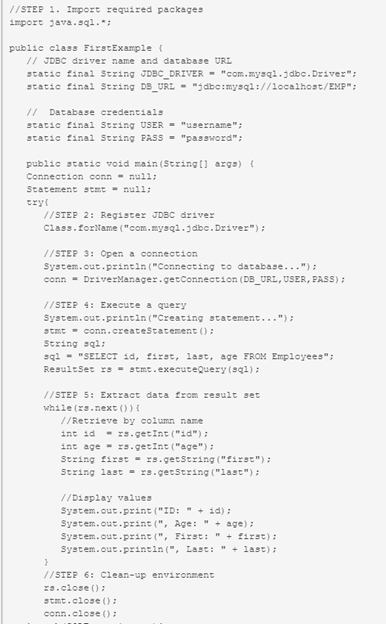 //STEP 1. Import required packages
import java.sql.*;

public class FirstExample {
   // JDBC driver name and database URL
   static final String JDBC_DRIVER = "com.mysql.jdbc.Driver";
   static final String DB_URL = "jdbc:mysql://localhost/EMP";

   //  Database credentials
   static final String USER = "username";
   static final String PASS = "password";

   public static void main(String[] args) {
   Connection conn = null;
   Statement stmt = null;
   try{
      //STEP 2: Register JDBC driver
      Class.forName("com.mysql.jdbc.Driver");

      //STEP 3: Open a connection
      System.out.println("Connecting to database...");
      conn = DriverManager.getConnection(DB_URL,USER,PASS);

      //STEP 4: Execute a query
      System.out.println("Creating statement...");
      stmt = conn.createStatement();
      String sql;
      sql = "SELECT id, first, last, age FROM Employees";
      ResultSet rs = stmt.executeQuery(sql);

      //STEP 5: Extract data from result set
      while(rs.next()){
         //Retrieve by column name
         int id  = rs.getInt("id");
         int age = rs.getInt("age");
         String first = rs.getString("first");
         String last = rs.getString("last");

         //Display values
         System.out.print("ID: " + id);
         System.out.print(", Age: " + age);
         System.out.print(", First: " + first);
         System.out.println(", Last: " + last);
      }
      //STEP 6: Clean-up environment
      rs.close();
      stmt.close();
      conn.close();